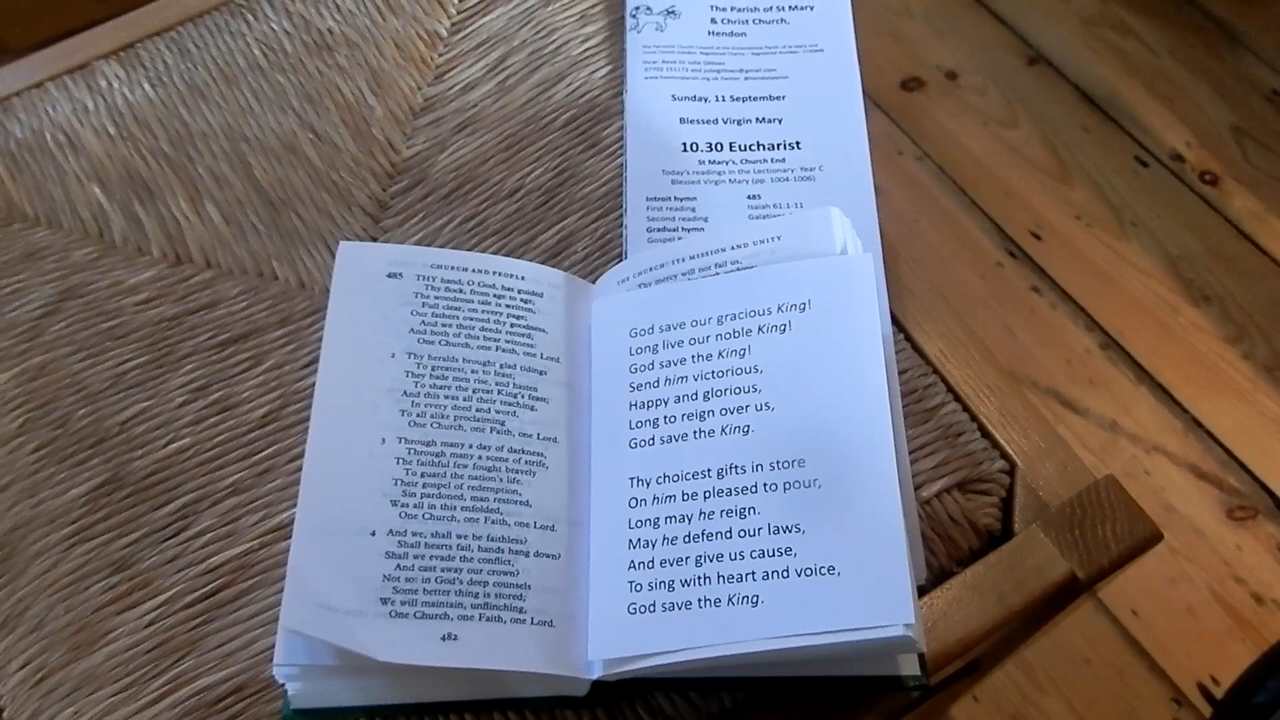 The Parish of St Mary
& Christ Church,
Hendon
Sunday, 11 September
Blessed Virgin Mary
10.30 Eucharist
St Mary's, Church End
Today's readings in the Lectionary: Year C
Blessed Virgin Mary (pp. 1004-1006)
Introit hymn 485
First reading Isaiah 61:1-11
Second reading
Gradual hymn
Gospel
CHURCH AND PEOPLE
485 THY hand, O God, has guided
Thy flock, from age to age;
The wondrous tale is written,
Full clear, on every page;
Our fathers owned thy goodness,
And we their deeds record;
And both of this bear witness:
One Church, one Faith, one Lord.
2 Thy heralds brought glad tidings
To greatest, as to least;
They bade men rise, and hasten
To share the great King's feast;
And this was all their teaching,
In every deed and word,
To all alike proclaiming
One Church, one Faith, one Lord.
3 Through many a day of darkness,
Through many a scene of strife,
The faithful few fought bravely
To guard the nation's life.
Their gospel of redemption,
Sin pardoned, man restored,
Was all in this enfolded,
One Church, one Faith, one Lord.
4 And we, shall we be faithless?
Shall hearts fail, hands hang down?
Shall we evade the conflict,
And cast away our crown?
Not so: in God's deep counsels
Some better thing is stored;
We will maintain, unflinching,
One Church, one Faith, one Lord.
482
THE CHURCH: ITS MISSION AND UNITY
Thy mercy will not fail us,
God save our gracious King!
Long live our noble King!
God save the King!
Send him victorious,
Happy and glorious,
Long to reign over us,
God save the King.
Thy choicest gifts in store
On him be pleased to pour,
Long may he reign.
May he defend our laws,
And ever give us cause,
To sing with heart and voice,
God save the King.